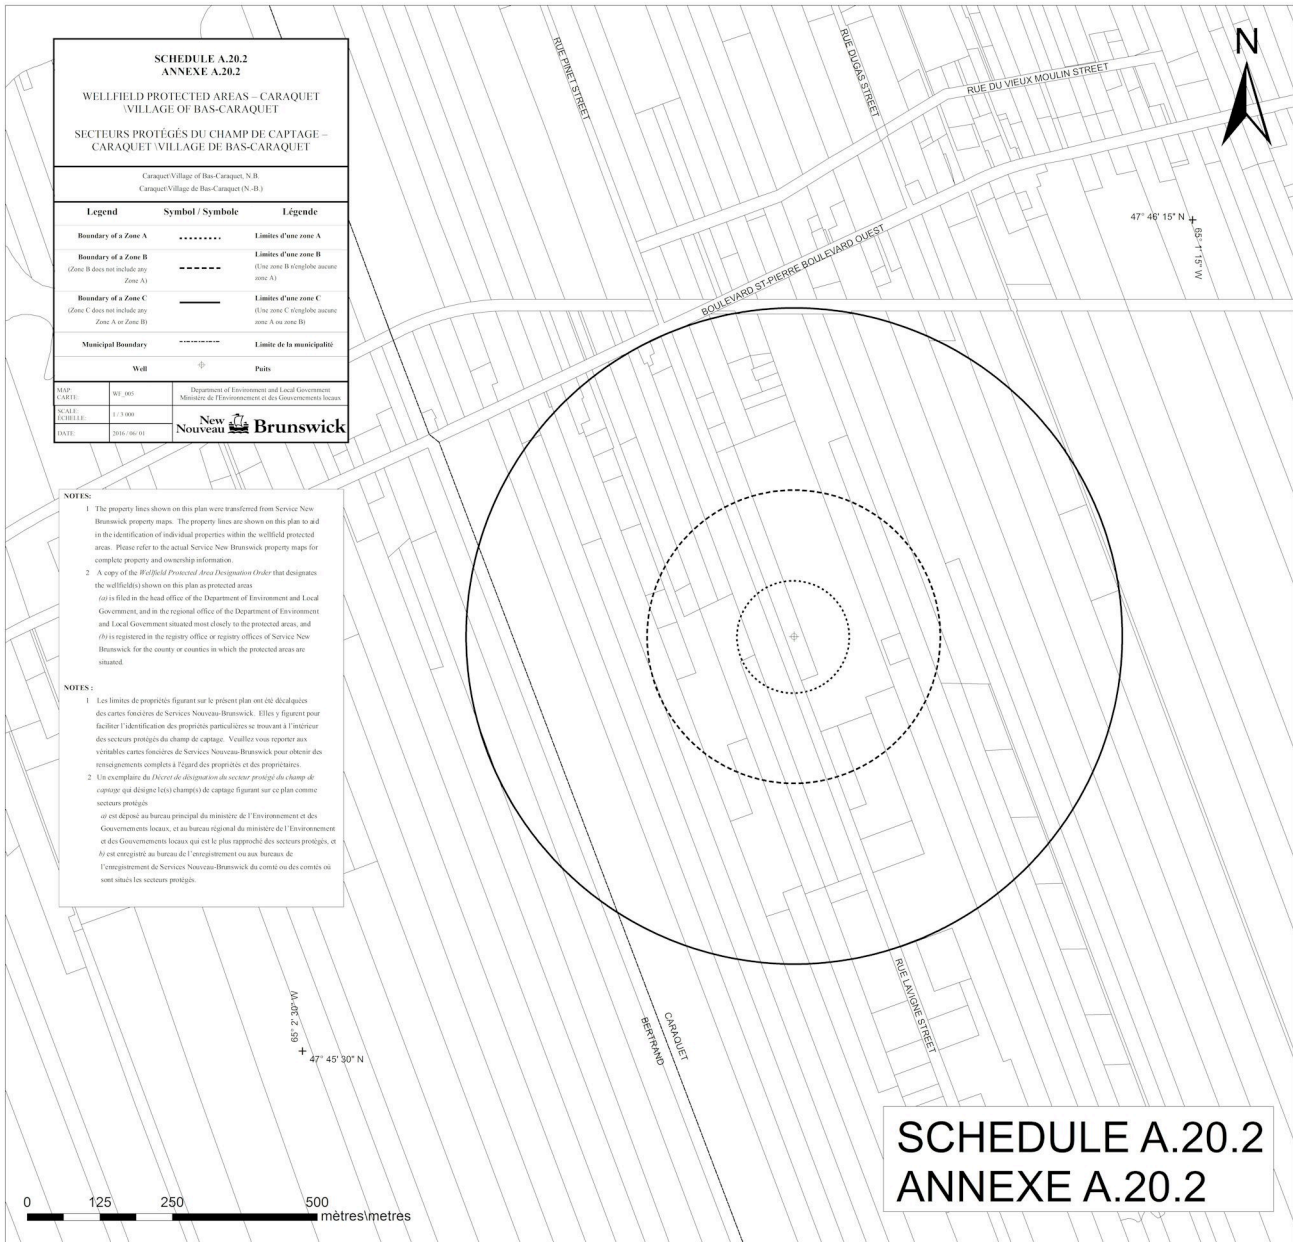 SCHEDULE A.20.2
ANNEXE A.20.2
WELLFIELD PROTECTED AREAS – CARAQUET
\VILLAGE OF BAS-CARAQUET
SECTEURS PROTÉGÉS DU CHAMP DE CAPTAGE –
CARAQUET \VILLAGE DE BAS-CARAQUET
Caraquet\Village of Bas-Caraquet, N.B.
Caraquet\Village de Bas-Caraquet (N.-B.)
Legend Symbol / Symbole Légende
Boundary of a Zone A Limites d'une zone A
Boundary of a Zone B
(Zone B does not include any
Zone A)
Limites d'une zone B
(Une zone B n'englobe aucune
zone A)
Boundary of a Zone C
(Zone C does not include any
Zone A or Zone B)
Limites d'une zone C
(Une zone C n'englobe aucune
zone A ou zone B)
Municipal Boundary Limite de la municipalité
Well Puits
MAP:
CARTE:
WF_005
Department of Environment and Local Government
Ministère de l'Environnement et des Gouvernements locaux
SCALE:
ÉCHELLE:
1 / 5 000
DATE:
2016 / 06/ 01
New
Nouveau Brunswick
NOTES:
1 The property lines shown on this plan were transferred from Service New
Brunswick property maps. The property lines are shown on this plan to aid
in the identification of individual properties within the wellfield protected
areas. Please refer to the actual Service New Brunswick property maps for
complete property and ownership information.
2 A copy of the Wellfield Protected Area Designation Order that designates
the wellfield(s) shown on this plan as protected areas
(a) is filed in the head office of the Department of Environment and Local
Government, and in the regional office of the Department of Environment
and Local Government situated most closely to the protected areas, and
(b) is registered in the registry office or registry offices of Service New
Brunswick for the county or counties in which the protected areas are
situated.
NOTES :
1 Les limites de propriétés figurant sur le présent plan ont été décalquées
des cartes foncières de Services Nouveau-Brunswick. Elles y figurent pour
faciliter l'identification des propriétés particulières se trouvant à l'intérieur
des secteurs protégés du champ de captage. Veuillez vous reporter aux
véritables cartes foncières de Services Nouveau-Brunswick pour obtenir des
renseignements complets à l'égard des propriétés et des propriétaires.
2 Un exemplaire du Décret de désignation du secteur protégé du champ de
captage qui désigne le(s) champ(s) de captage figurant sur ce plan comme
secteurs protégés
a) est déposé au bureau principal du ministère de l'Environnement et des
Gouvernements locaux, et au bureau régional du ministère de l'Environnement
et des Gouvernements locaux qui est le plus rapproché des secteurs protégés, et
b) est enregistré au bureau de l'enregistrement ou aux bureaux de
l'enregistrement de Services Nouveau-Brunswick du comté ou des comtés où
sont situés les secteurs protégés.
RUE PINET STREET
RUE DUGAS STREET
RUE DU VIEUX MOULIN STREET
N
BOULEVARD ST-PIERRE BOULEVARD OUEST
47° 46' 15" N
65° 1' 15" W
RUE LAVIGNE STREET
CARAQUET
BERTRAND
65° 2' 30" W
47° 45' 30" N
0 125 250 500
mètres\metres
SCHEDULE A.20.2
ANNEXE A.20.2